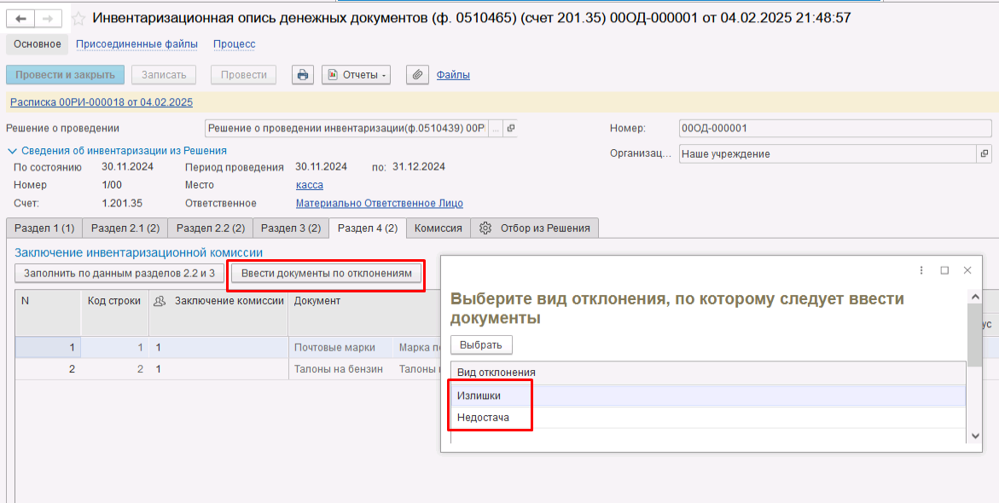 Инвентаризационная опись денежных документов (ф. 0510465) (счет 201.35) 00ОД-000001 от 04.02.2025 21:48:57
Основное Присоединенные файлы Процесс
Провести и закрыть Записать Провести Отчеты Файлы
Расписка 00РИ-000018 от 04.02.2025
Решение о проведении Решение о проведении инвентаризации(ф.0510439) 00РИ ... Номер: 00ОД-000001
Сведения об инвентаризации из Решения Организац... Наше учреждение
По состоянию 30.11.2024 Период проведения 30.11.2024 по: 31.12.2024
Номер 1/00 Место касса
Счет: 1.201.35 Ответственное Материально Ответственное Лицо
Раздел 1 (1) Раздел 2.1 (2) Раздел 2.2 (2) Раздел 3 (2) Раздел 4 (2) Комиссия Отбор из Решения
Заключение инвентаризационной комиссии
Заполнить по данным разделов 2.2 и 3 Ввести документы по отклонениям
N Код строки Заключение комиссии Документ
1 1 1 Почтовые марки Марка
2 2 1 Талоны на бензин Талоны
Выберите вид отклонения, по которому следует ввести
документы
Выбрать
Вид отклонения
Излишки
Недостача